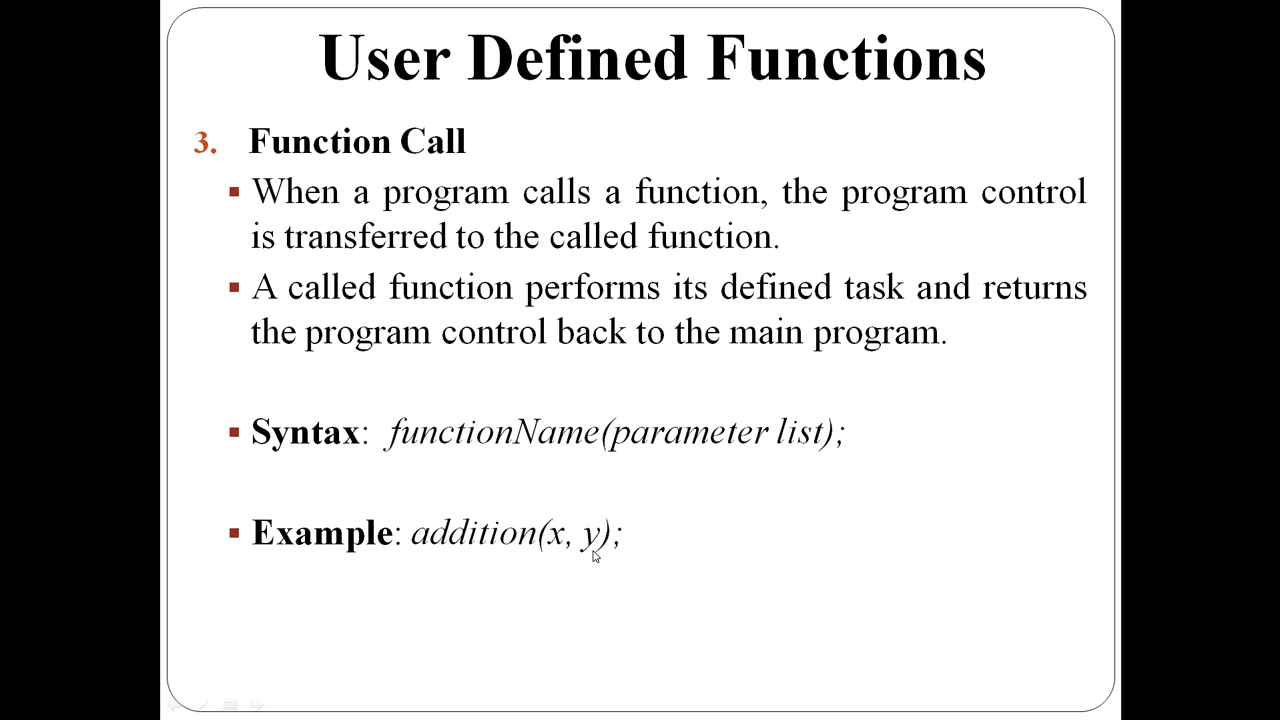 User Defined Functions
3. Function Call
▪ When a program calls a function, the program control
is transferred to the called function.
▪ A called function performs its defined task and returns
the program control back to the main program.
▪ Syntax: functionName(parameter list);
▪ Example: addition(x, y);